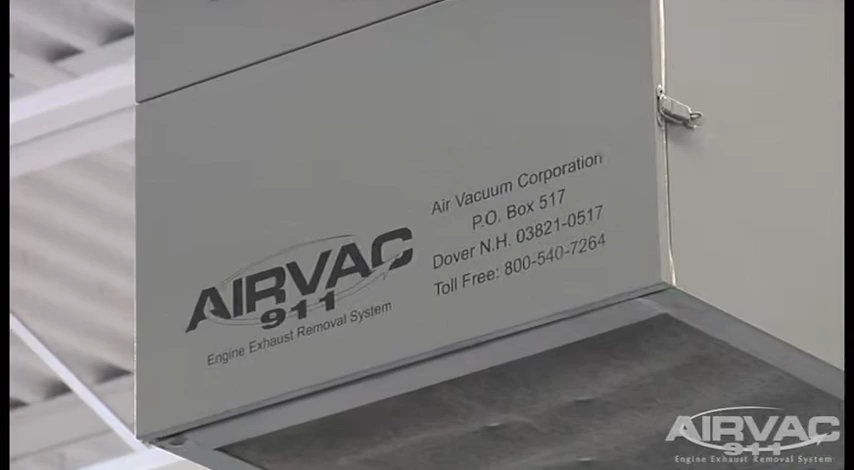 AIRVAC
911
Engine Exhaust Removal System
Air Vacuum Corporation
P.O. Box 517
Dover N.H. 03821-0517
Toll Free: 800-540-7264
AIRVAC
911
Engine Exhaust Removal System